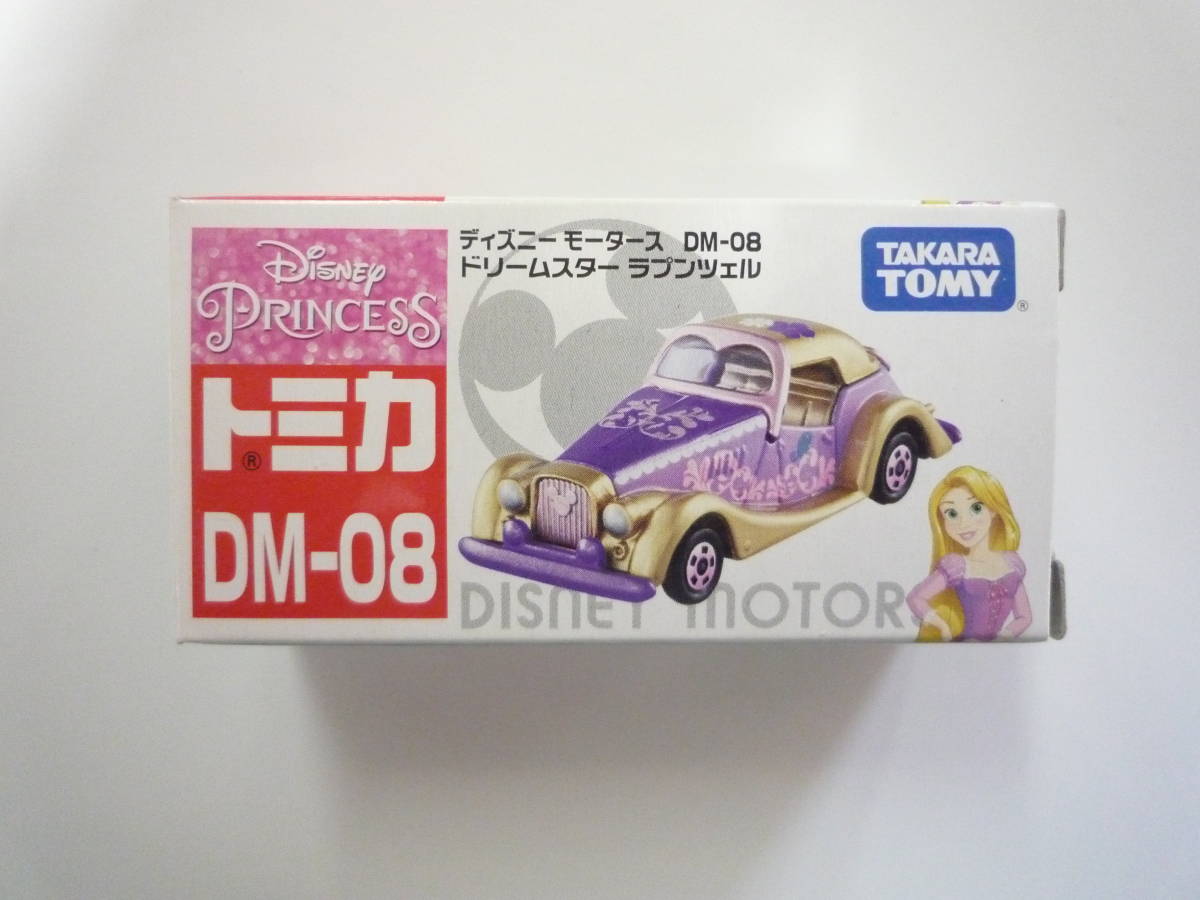 Disney
PRINCESS
トミカ
®
DM-08
ディズニー モータース DM-08
ドリームスター ラプンツェル
TAKARA
TOMY
®
DISNEY MOTORS